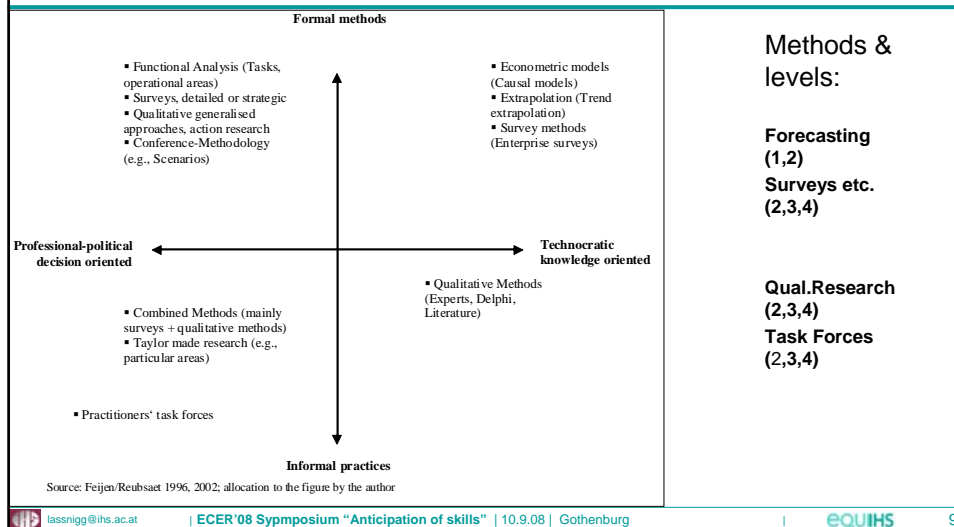 Formal methods
▪ Functional Analysis (Tasks,
operational areas)
▪ Surveys, detailed or strategic
▪ Qualitative generalised
approaches, action research
▪ Conference-Methodology
(e.g., Scenarios)
▪ Econometric models
(Causal models)
▪ Extrapolation (Trend
extrapolation)
▪ Survey methods
(Enterprise surveys)
Professional-political
decision oriented
Technocratic
knowledge oriented
▪ Qualitative Methods
(Experts, Delphi,
Literature)
▪ Combined Methods (mainly
surveys + qualitative methods)
▪ Taylor made research (e.g.,
particular areas)
▪ Practitioners‘ task forces
Informal practices
Source: Feijen/Reubsaet 1996, 2002; allocation to the figure by the author
Methods &
levels:
Forecasting
(1,2)
Surveys etc.
(2,3,4)
Qual.Research
(2,3,4)
Task Forces
(2,3,4)
IHS lassnigg@ihs.ac.at | ECER’08 Sypmposium “Anticipation of skills” | 10.9.08 | Gothenburg | equIHS 9